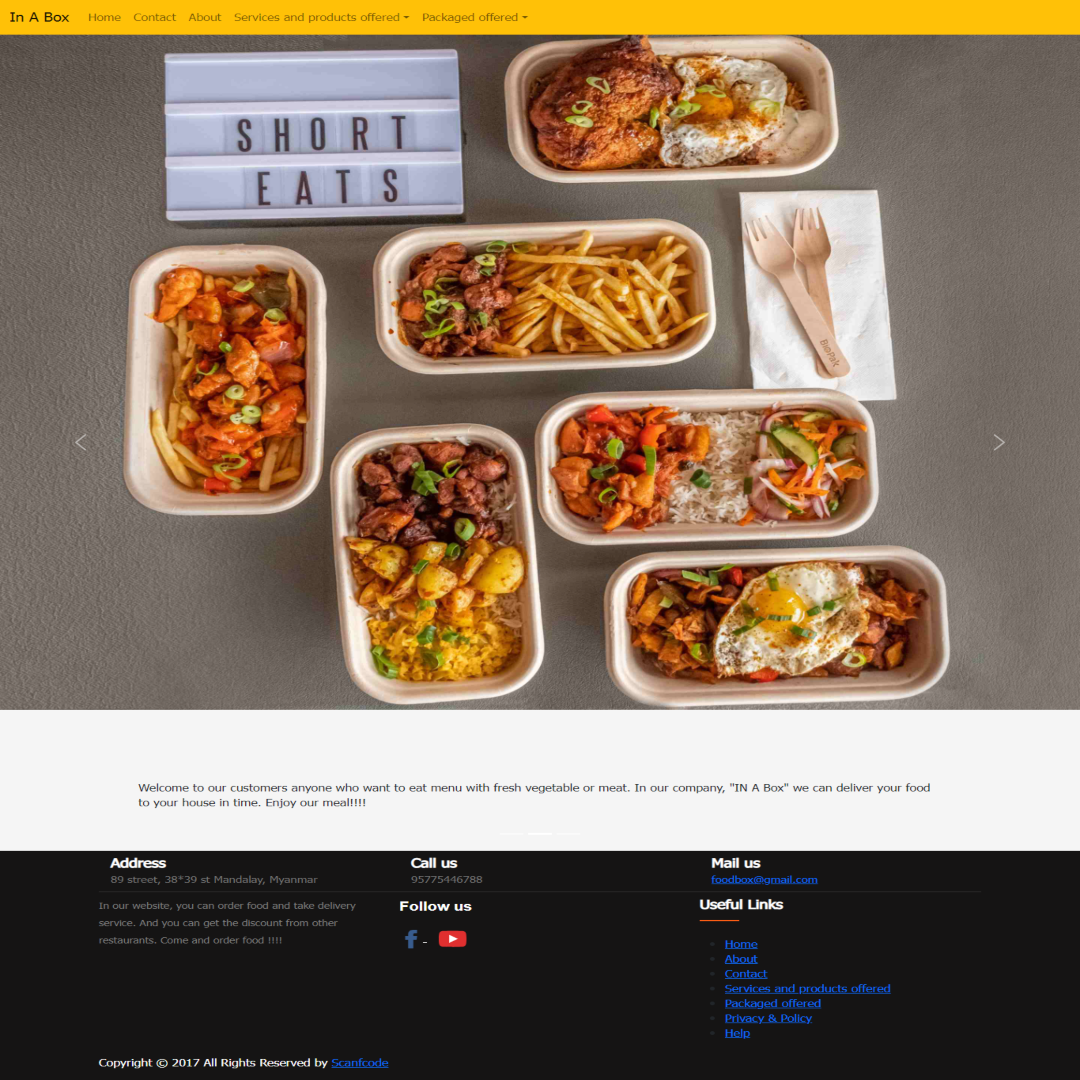 In A Box Home Contact About Services and products offered Packaged offered
SHORT
EATS
BioPak
Welcome to our customers anyone who want to eat menu with fresh vegetable or meat. In our company, "IN A Box" we can deliver your food
to your house in time. Enjoy our meal!!!!
Address
89 street, 38*39 st Mandalay, Myanmar
Call us
95775446788
Mail us
foodbox@gmail.com
In our website, you can order food and take delivery
service. And you can get the discount from other
restaurants. Come and order food !!!!
Follow us
f -
Useful Links
Home
About
Contact
Services and products offered
Packaged offered
Privacy & Policy
Help
Copyright © 2017 All Rights Reserved by Scanfcode